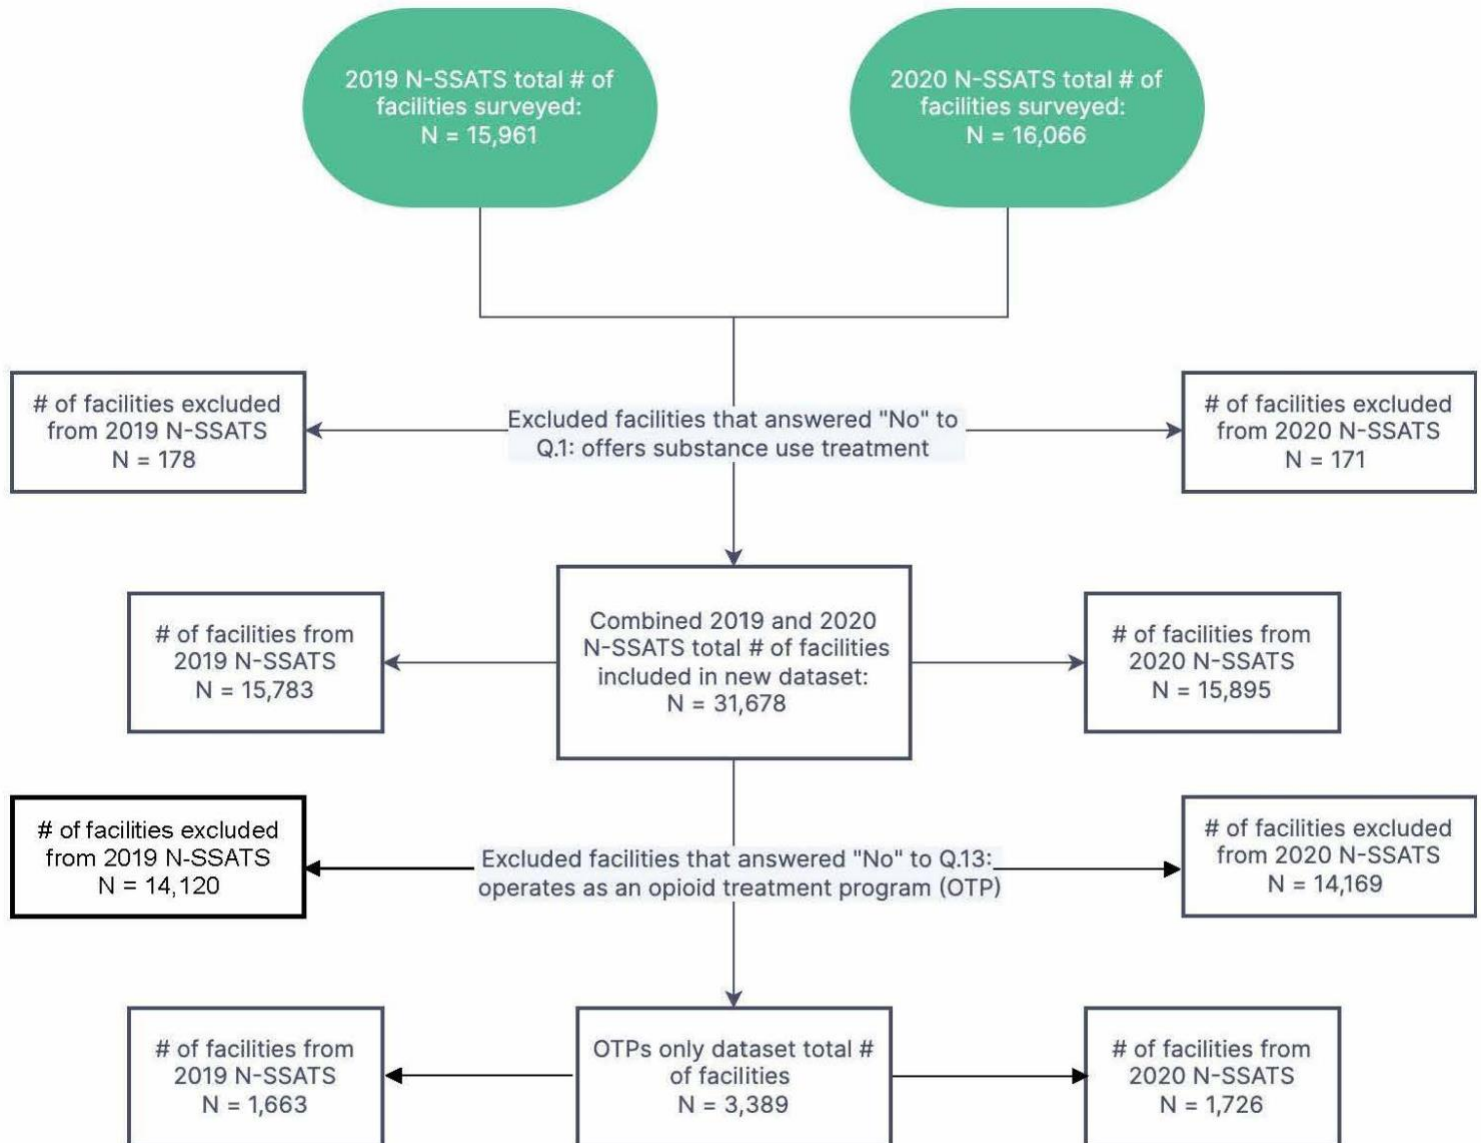 2019 N-SSATS total # of
facilities surveyed:
N = 15,961
2020 N-SSATS total # of
facilities surveyed:
N = 16,066
# of facilities excluded
from 2019 N-SSATS
N = 178
Excluded facilities that answered "No" to
Q.1: offers substance use treatment
# of facilities excluded
from 2020 N-SSATS
N = 171
# of facilities from
2019 N-SSATS
N = 15,783
Combined 2019 and 2020
N-SSATS total # of facilities
included in new dataset:
N = 31,678
# of facilities from
2020 N-SSATS
N = 15,895
# of facilities excluded
from 2019 N-SSATS
N = 14,120
Excluded facilities that answered "No" to Q.13:
operates as an opioid treatment program (OTP)
# of facilities excluded
from 2020 N-SSATS
N = 14,169
# of facilities from
2019 N-SSATS
N = 1,663
OTPs only dataset total #
of facilities
N = 3,389
# of facilities from
2020 N-SSATS
N = 1,726